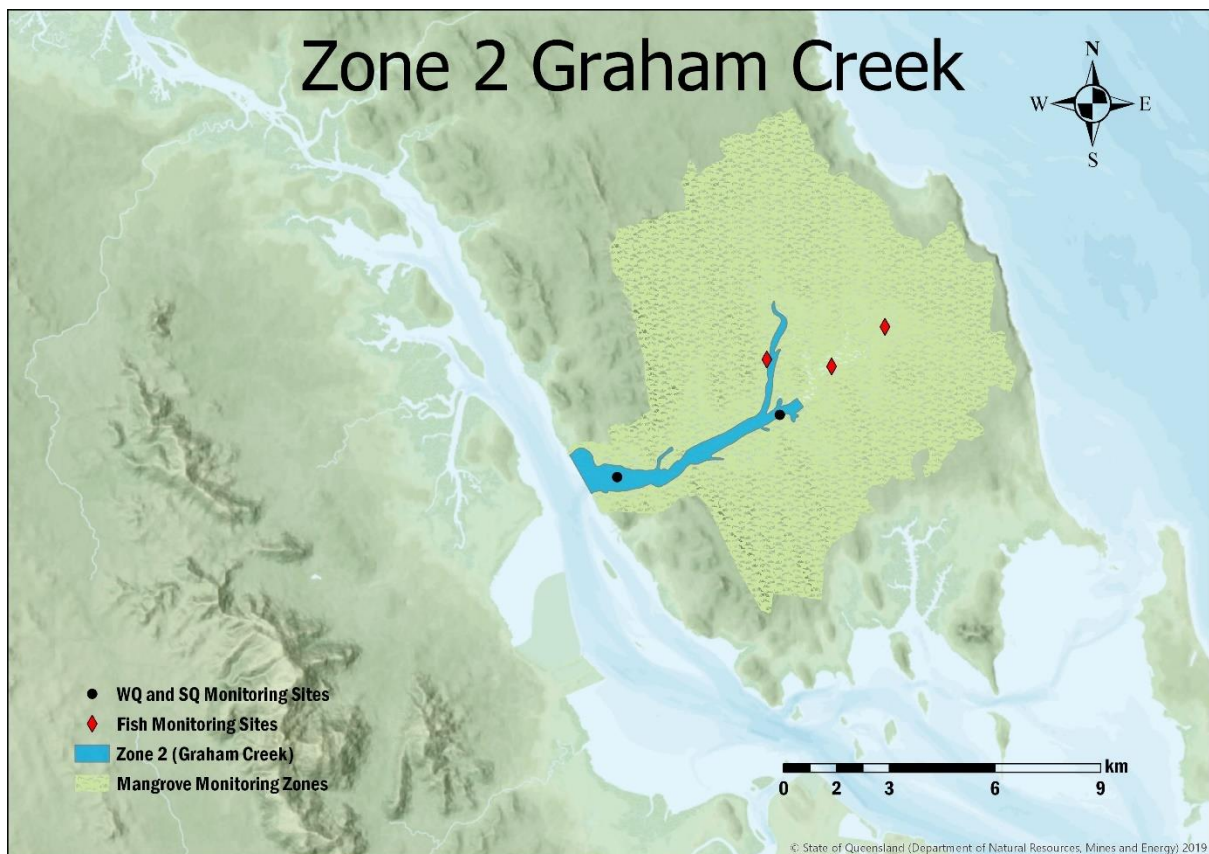 Zone 2 Graham Creek
N
W E
S
WQ and SQ Monitoring Sites
Fish Monitoring Sites
Zone 2 (Graham Creek)
Mangrove Monitoring Zones
km
0 2 3 6 9
© State of Queensland (Department of Natural Resources, Mines and Energy) 2019